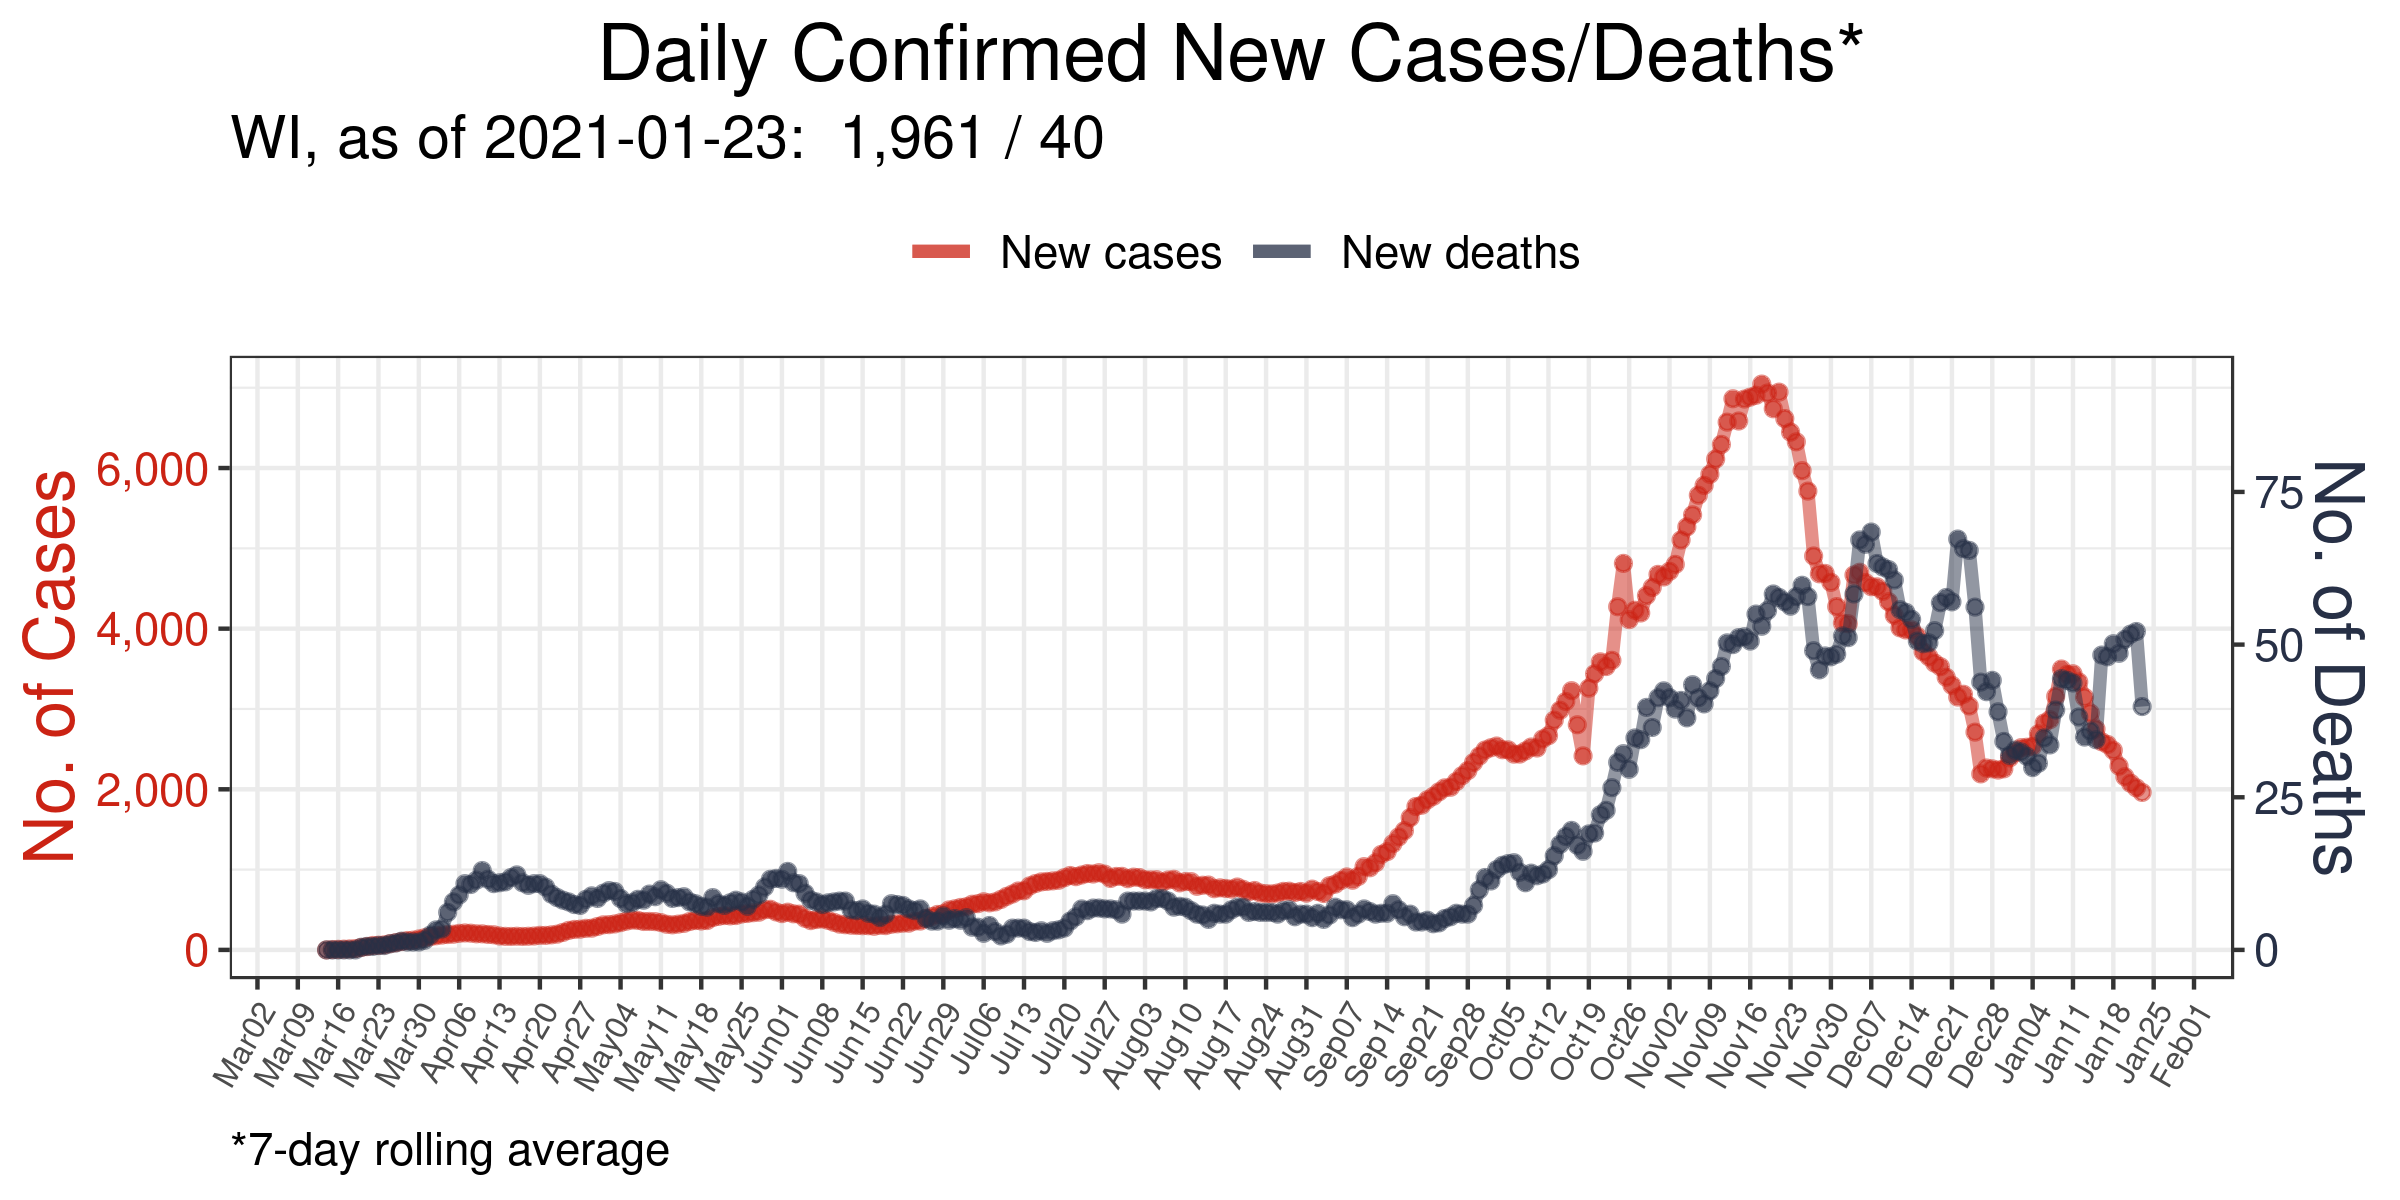 Daily Confirmed New Cases/Deaths*
WI, as of 2021-01-23:  1,961 / 40
New cases
New deaths
No. of Cases
6,000
4,000
2,000
0
75
50
25
0
No. of Deaths
Mar02
Mar09
Mar16
Mar23
Mar30
Apr06
Apr13
Apr20
Apr27
May04
May11
May18
May25
Jun01
Jun08
Jun15
Jun22
Jun29
Jul06
Jul13
Jul20
Jul27
Aug03
Aug10
Aug17
Aug24
Aug31
Sep07
Sep14
Sep21
Sep28
Oct05
Oct12
Oct19
Oct26
Nov02
Nov09
Nov16
Nov23
Nov30
Dec07
Dec14
Dec21
Dec28
Jan04
Jan11
Jan18
Jan25
Feb01
*7-day rolling average